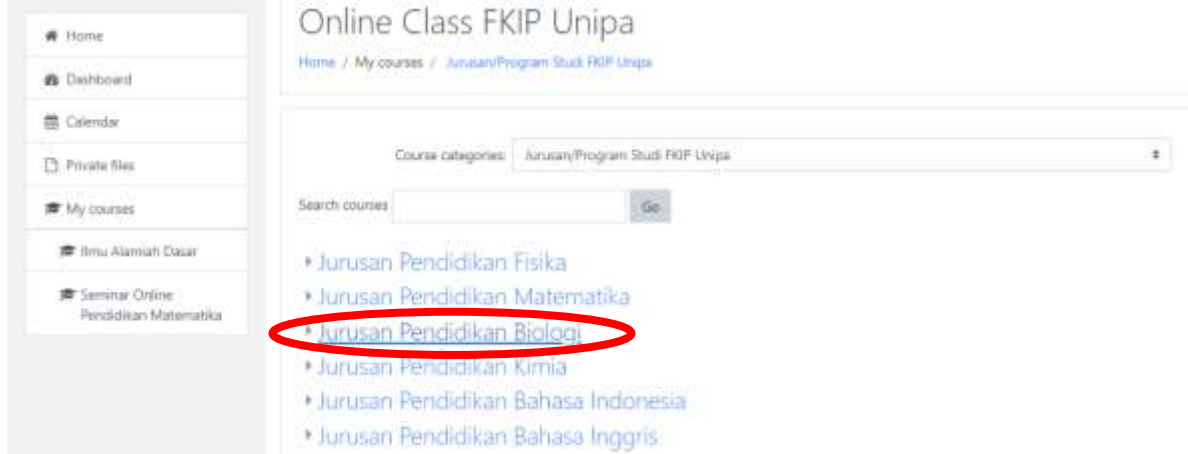 Home
Dashboard
Calendar
Private files
My courses
Ilmu Alamiah Dasar
Seminar Online
Pendidikan Matematika
Online Class FKIP Unipa
Home / My courses / Jurusan/Program Studi FKIP Unipa
Course categories: Jurusan/Program Studi FKIP Unipa
Search courses Go
Jurusan Pendidikan Fisika
Jurusan Pendidikan Matematika
Jurusan Pendidikan Biologi
Jurusan Pendidikan Kimia
Jurusan Pendidikan Bahasa Indonesia
Jurusan Pendidikan Bahasa Inggris